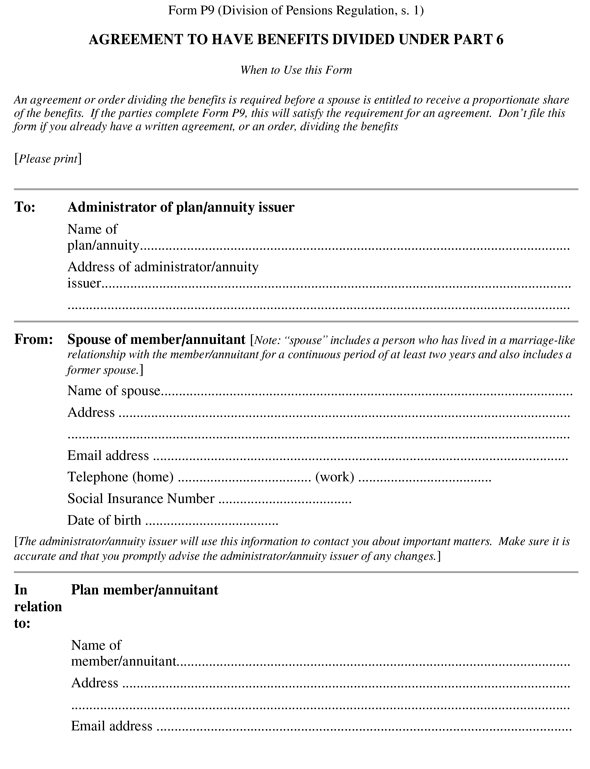 Form P9 (Division of Pensions Regulation, s. 1)
AGREEMENT TO HAVE BENEFITS DIVIDED UNDER PART 6
When to Use this Form
An agreement or order dividing the benefits is required before a spouse is entitled to receive a proportionate share
of the benefits.  If the parties complete Form P9, this will satisfy the requirement for an agreement.  Don't file this
form if you already have a written agreement, or an order, dividing the benefits
[Please print]
To: Administrator of plan/annuity issuer
Name of
plan/annuity....................................................................................................................
Address of administrator/annuity
issuer..............................................................................................................................
.......................................................................................................................................
From: Spouse of member/annuitant [Note: “spouse” includes a person who has lived in a marriage-like
relationship with the member/annuitant for a continuous period of at least two years and also includes a
former spouse.]
Name of spouse...............................................................................................................
Address .........................................................................................................................
.......................................................................................................................................
Email address ................................................................................................................
Telephone (home) .................................... (work) ....................................
Social Insurance Number ....................................
Date of birth ....................................
[The administrator/annuity issuer will use this information to contact you about important matters.  Make sure it is
accurate and that you promptly advise the administrator/annuity issuer of any changes.]
In Plan member/annuitant
relation
to:
Name of
member/annuitant..........................................................................................................
Address ........................................................................................................................
......................................................................................................................................
Email address ................................................................................................................